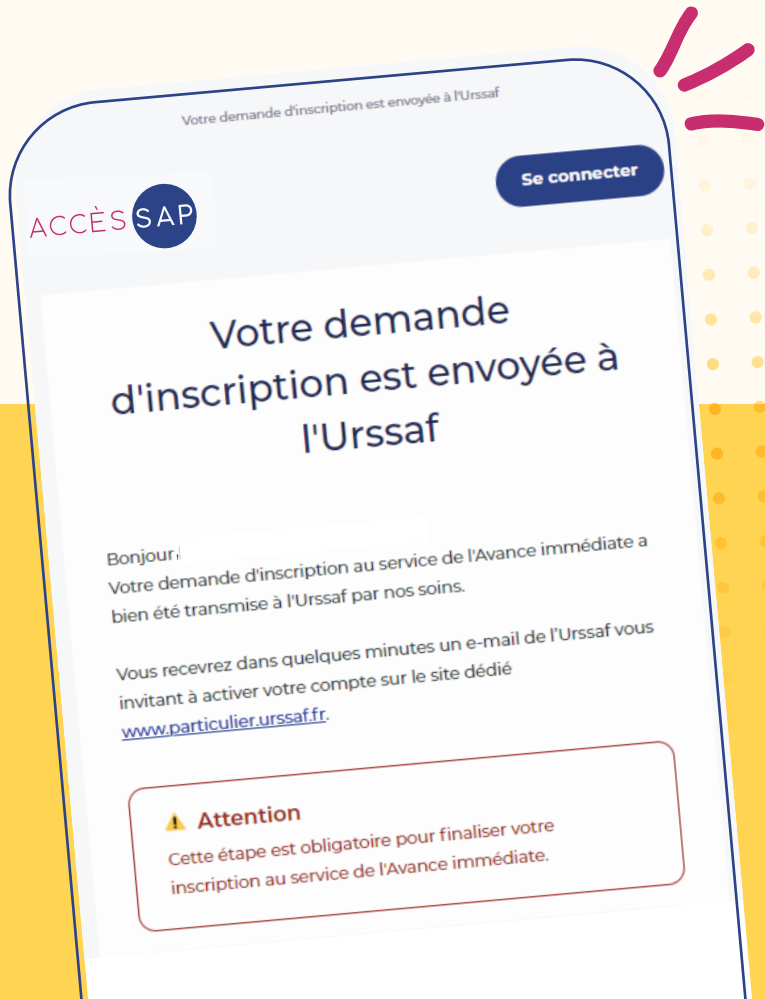 Votre demande d'inscription est envoyée à l'Urssaf
Se connecter
ACCÈS SAP
Votre demande
d'inscription est envoyée à
l'Urssaf
Bonjour,
Votre demande d'inscription au service de l'Avance immédiate a
bien été transmise à l'Urssaf par nos soins.
Vous recevrez dans quelques minutes un e-mail de l’Urssaf vous
invitant à activer votre compte sur le site dédié
www.particulier.urssaf.fr.
Attention
Cette étape est obligatoire pour finaliser votre
inscription au service de l'Avance immédiate.